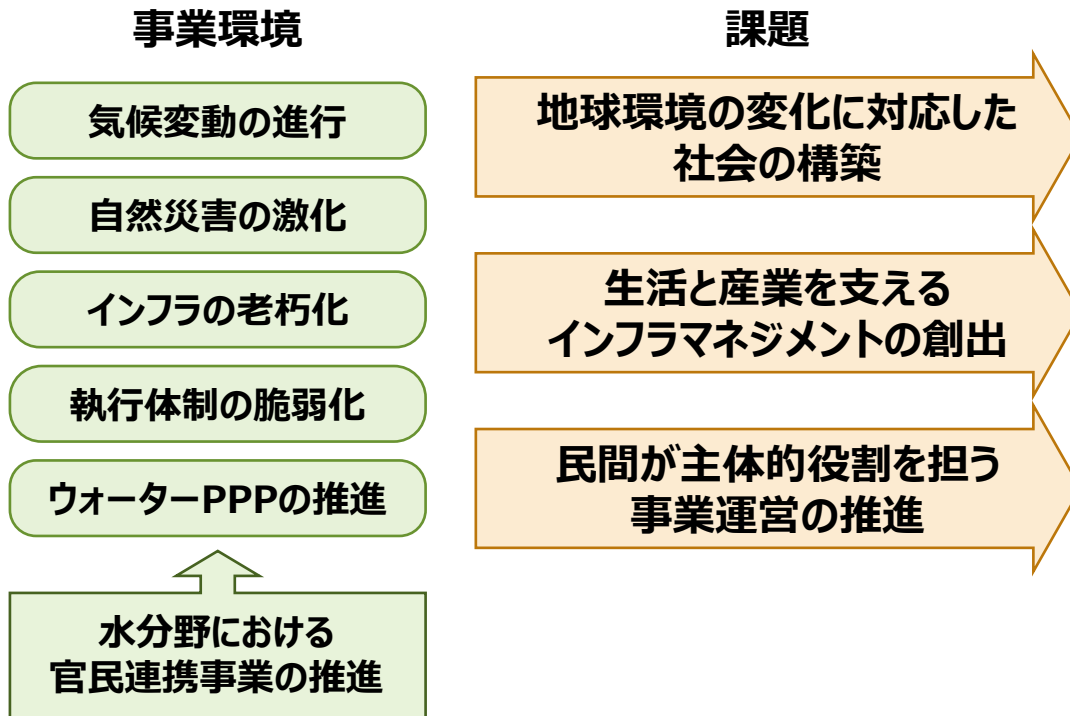 事業環境
気候変動の進行
自然災害の激化
インフラの老朽化
執行体制の脆弱化
ウォーターPPPの推進
水分野における
官民連携事業の推進
課題
地球環境の変化に対応した
社会の構築
生活と産業を支える
インフラマネジメントの創出
民間が主体的役割を担う
事業運営の推進